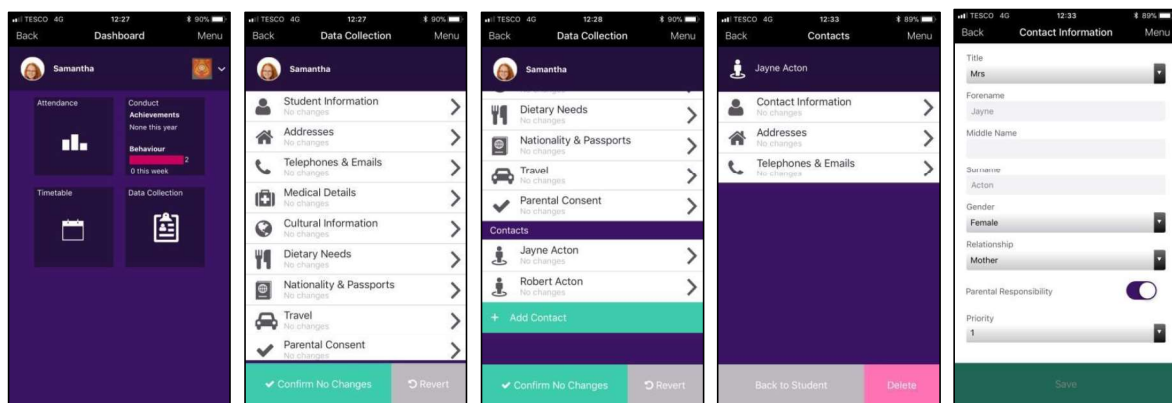 TESCO 4G 12:27 90%
Back Dashboard Menu
Samantha
Attendance
Conduct
Achievements
None this year
Behaviour
2
0 this week
Timetable
Data Collection
TESCO 4G 12:27 90%
Back Data Collection Menu
Samantha
Student Information
No changes
Addresses
No changes
Telephones & Emails
No changes
Medical Details
No changes
Cultural Information
No changes
Dietary Needs
No changes
Nationality & Passports
No changes
Travel
No changes
Parental Consent
No changes
Confirm No Changes Revert
TESCO 4G 12:28 90%
Back Data Collection Menu
Samantha
Dietary Needs
No changes
Nationality & Passports
No changes
Travel
No changes
Parental Consent
No changes
Contacts
Jayne Acton
No changes
Robert Acton
No changes
+ Add Contact
Confirm No Changes Revert
TESCO 4G 12:33 89%
Back Contacts Menu
Jayne Acton
Contact Information
No changes
Addresses
No changes
Telephones & Emails
No changes
Back to Student Delete
TESCO 4G 12:33 89%
Back Contact Information Menu
Title
Mrs
Forename
Jayne
Middle Name
Surname
Acton
Gender
Female
Relationship
Mother
Parental Responsibility
Priority
1
Save